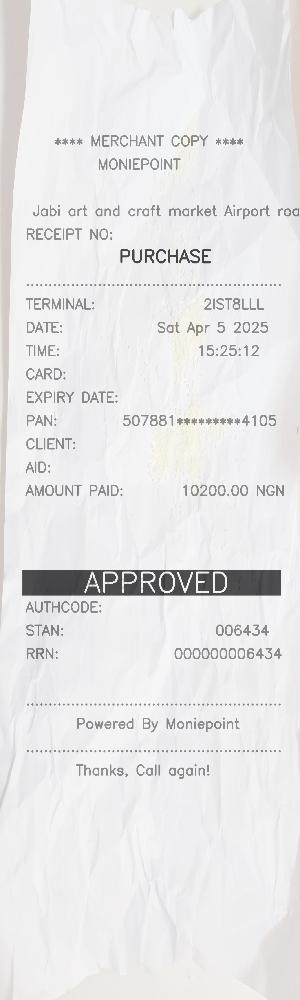 **** MERCHANT COPY ****
MONIEPOINT
Jabi art and craft market Airport roa
RECEIPT NO:
PURCHASE
TERMINAL: 2IST8LLL
DATE: Sat Apr 5 2025
TIME: 15:25:12
CARD:
EXPIRY DATE:
PAN: 507881*********4105
CLIENT:
AID:
AMOUNT PAID: 10200.00 NGN
APPROVED
AUTHCODE:
STAN: 006434
RRN: 000000006434
Powered By Moniepoint
Thanks, Call again!